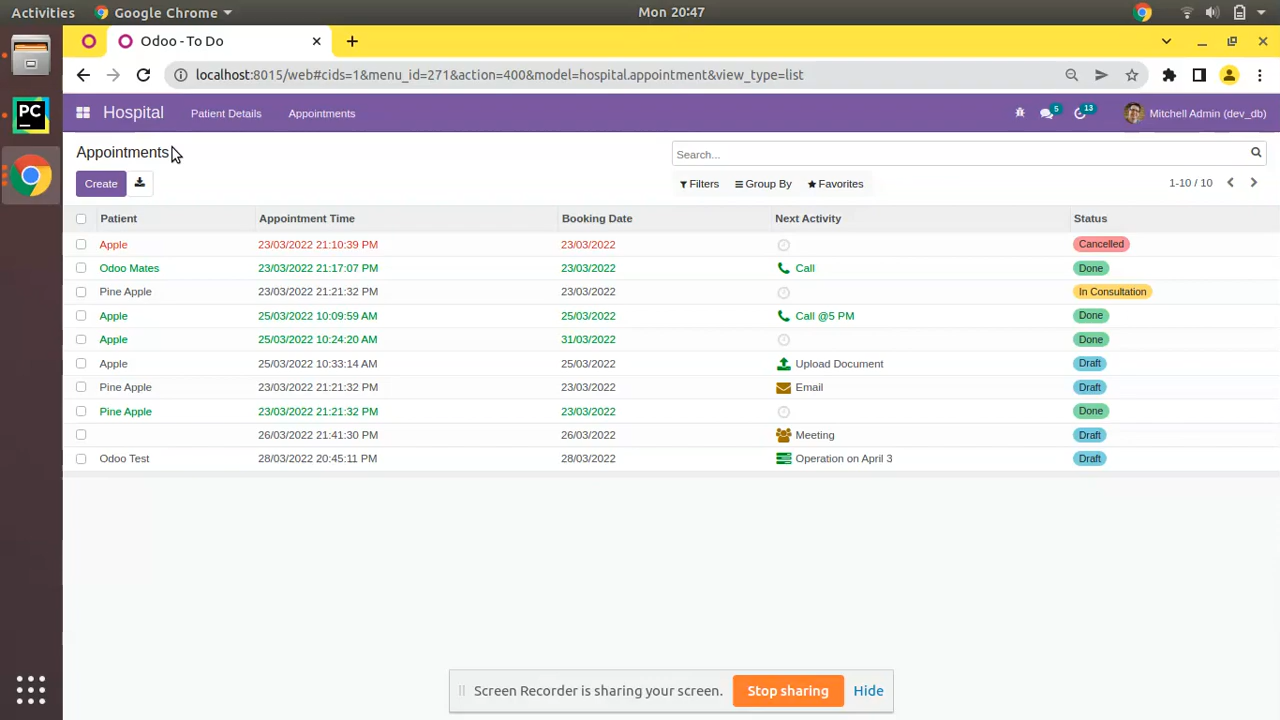 Activities Google Chrome Mon 20:47
Odoo - To Do
localhost:8015/web#cids=1&menu_id=271&action=400&model=hospital.appointment&view_type=list
Hospital Patient Details Appointments 5 13 Mitchell Admin (dev_db)
Appointments Search...
Create Filters Group By Favorites 1-10 / 10
Patient Appointment Time Booking Date Next Activity Status
Apple 23/03/2022 21:10:39 PM 23/03/2022 Cancelled
Odoo Mates 23/03/2022 21:17:07 PM 23/03/2022 Call Done
Pine Apple 23/03/2022 21:21:32 PM 23/03/2022 In Consultation
Apple 25/03/2022 10:09:59 AM 25/03/2022 Call @5 PM Done
Apple 25/03/2022 10:24:20 AM 31/03/2022 Done
Apple 25/03/2022 10:33:14 AM 25/03/2022 Upload Document Draft
Pine Apple 23/03/2022 21:21:32 PM 23/03/2022 Email Draft
Pine Apple 23/03/2022 21:21:32 PM 23/03/2022 Done
26/03/2022 21:41:30 PM 26/03/2022 Meeting Draft
Odoo Test 28/03/2022 20:45:11 PM 28/03/2022 Operation on April 3 Draft
PC
Screen Recorder is sharing your screen. Stop sharing Hide